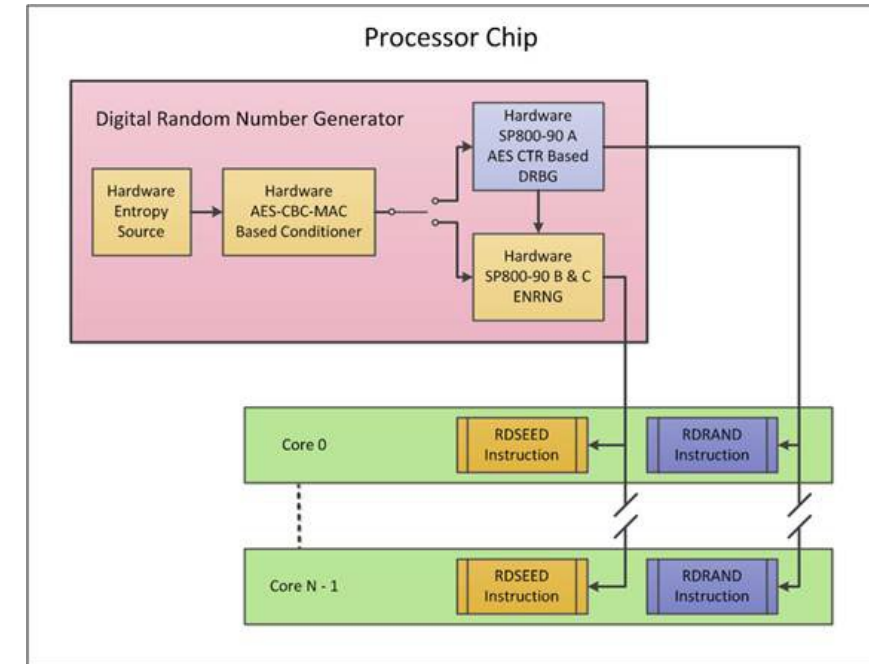 Processor Chip
Digital Random Number Generator
Hardware
Entropy
Source
Hardware
AES-CBC-MAC
Based Conditioner
Hardware
SP800-90 A
AES CTR Based
DRBG
Hardware
SP800-90 B & C
ENRNG
Core 0
RDSEED
Instruction
RDRAND
Instruction
Core N - 1
RDSEED
Instruction
RDRAND
Instruction